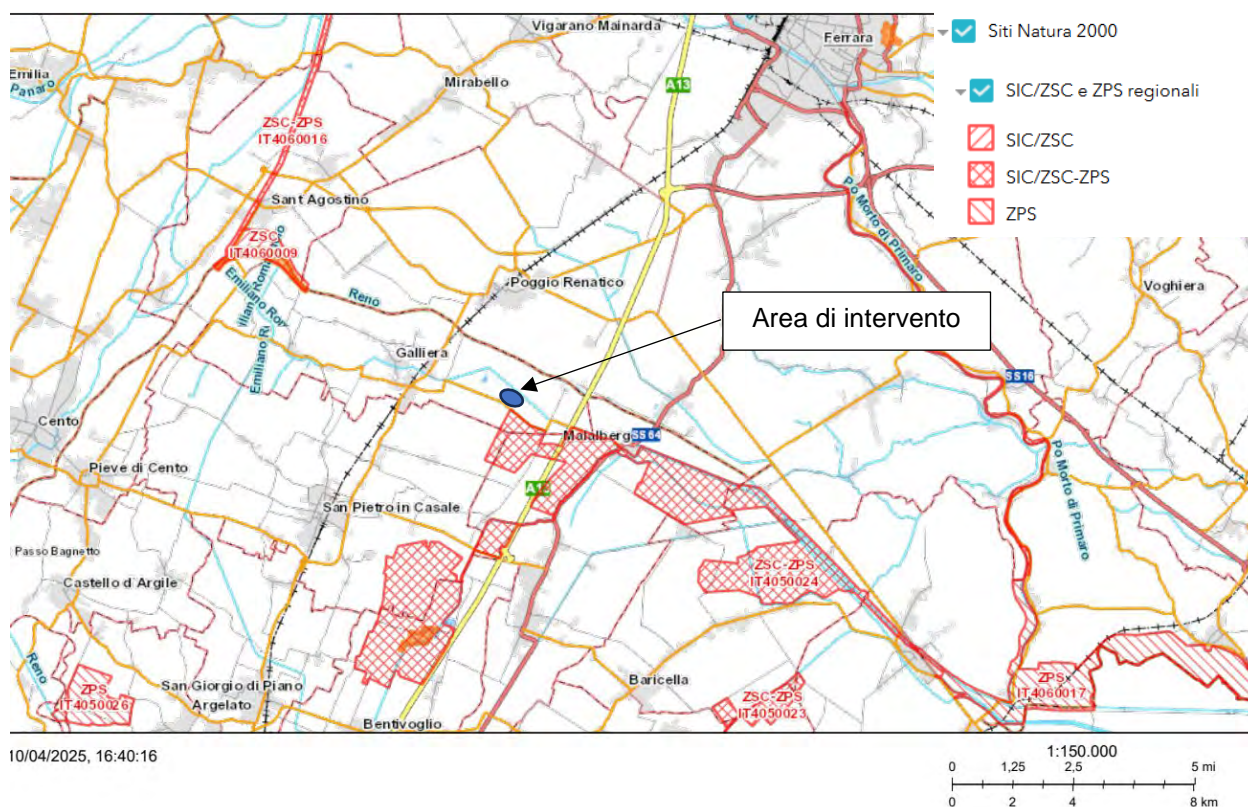 Vigarano Mainarda
Ferrara
Siti Natura 2000
Emilia
Panaro
Mirabello
A13
SIC/ZSC e ZPS regionali
ZSC-ZPS
IT4060016
SIC/ZSC
SIC/ZSC-ZPS
ZPS
Sant Agostino
Po Morto di Primaro
ZSC
IT4060009
Emiliano Ro
Emiliano Ro
Reno
Poggio Renatico
Voghiera
Area di intervento
Galliera
SS16
Cento
Malalberg
SS64
Po Morto di Primaro
Pieve di Cento
San Pietro in Casale
Passo Bagnetto
Castello d'Argile
ZSC-ZPS
IT4050024
Reno
ZPS
IT4050026
San Giorgio di Piano
Argelato
Baricella
ZSC-ZPS
IT4050023
ZPS
IT4060017
Bentivoglio
10/04/2025, 16:40:16
1:150.000
0 1,25 2,5 5 mi
0 2 4 8 km